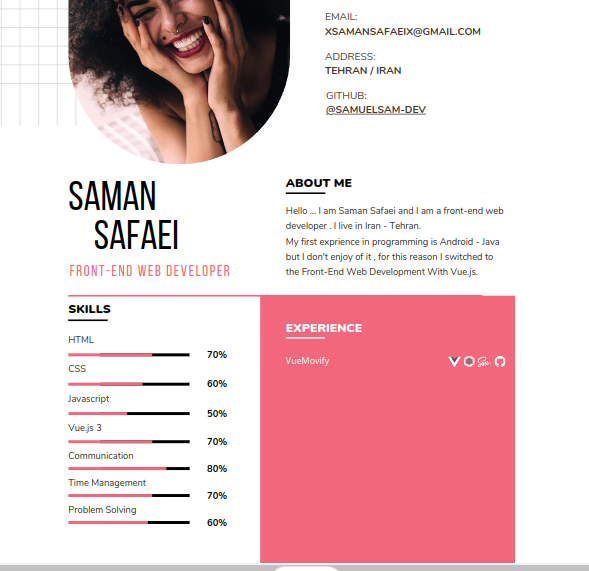 EMAIL:
XSAMANSAFAEIX@GMAIL.COM
ADDRESS:
TEHRAN / IRAN
GITHUB:
@SAMUELSAM-DEV
SAMAN
SAFAEI
FRONT-END WEB DEVELOPER
ABOUT ME
Hello ... I am Saman Safaei and I am a front-end web
developer . I live in Iran - Tehran.
My first exprience in programming is Android - Java
but I don't enjoy of it , for this reason I switched to
the Front-End Web Development With Vue.js.
SKILLS
HTML
70%
CSS
60%
Javascript
50%
Vue.js 3
70%
Communication
80%
Time Management
70%
Problem Solving
60%
EXPERIENCE
VueMovify
Sass